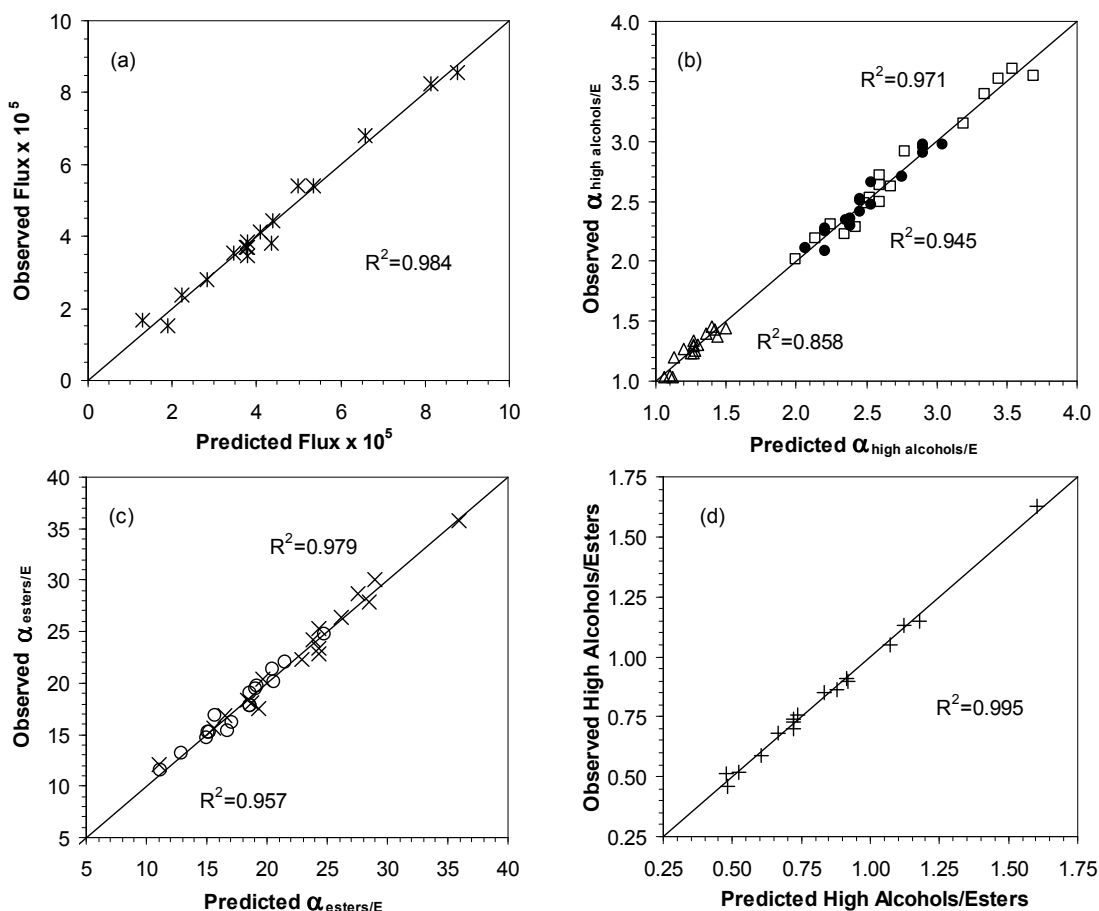 (a)
Observed Flux x 10⁵
10
8
6
4
2
0
R²=0.984
0 2 4 6 8 10
Predicted Flux x 10⁵
(b)
Observed α high alcohols/E
4.0
3.5
3.0
2.5
2.0
1.5
1.0
R²=0.971
R²=0.945
R²=0.858
1.0 1.5 2.0 2.5 3.0 3.5 4.0
Predicted α high alcohols/E
(c)
Observed α esters/E
40
35
30
25
20
15
10
5
R²=0.979
R²=0.957
5 10 15 20 25 30 35 40
Predicted α esters/E
(d)
Observed High Alcohols/Esters
1.75
1.50
1.25
1.00
0.75
0.50
0.25
R²=0.995
0.25 0.50 0.75 1.00 1.25 1.50 1.75
Predicted High Alcohols/Esters